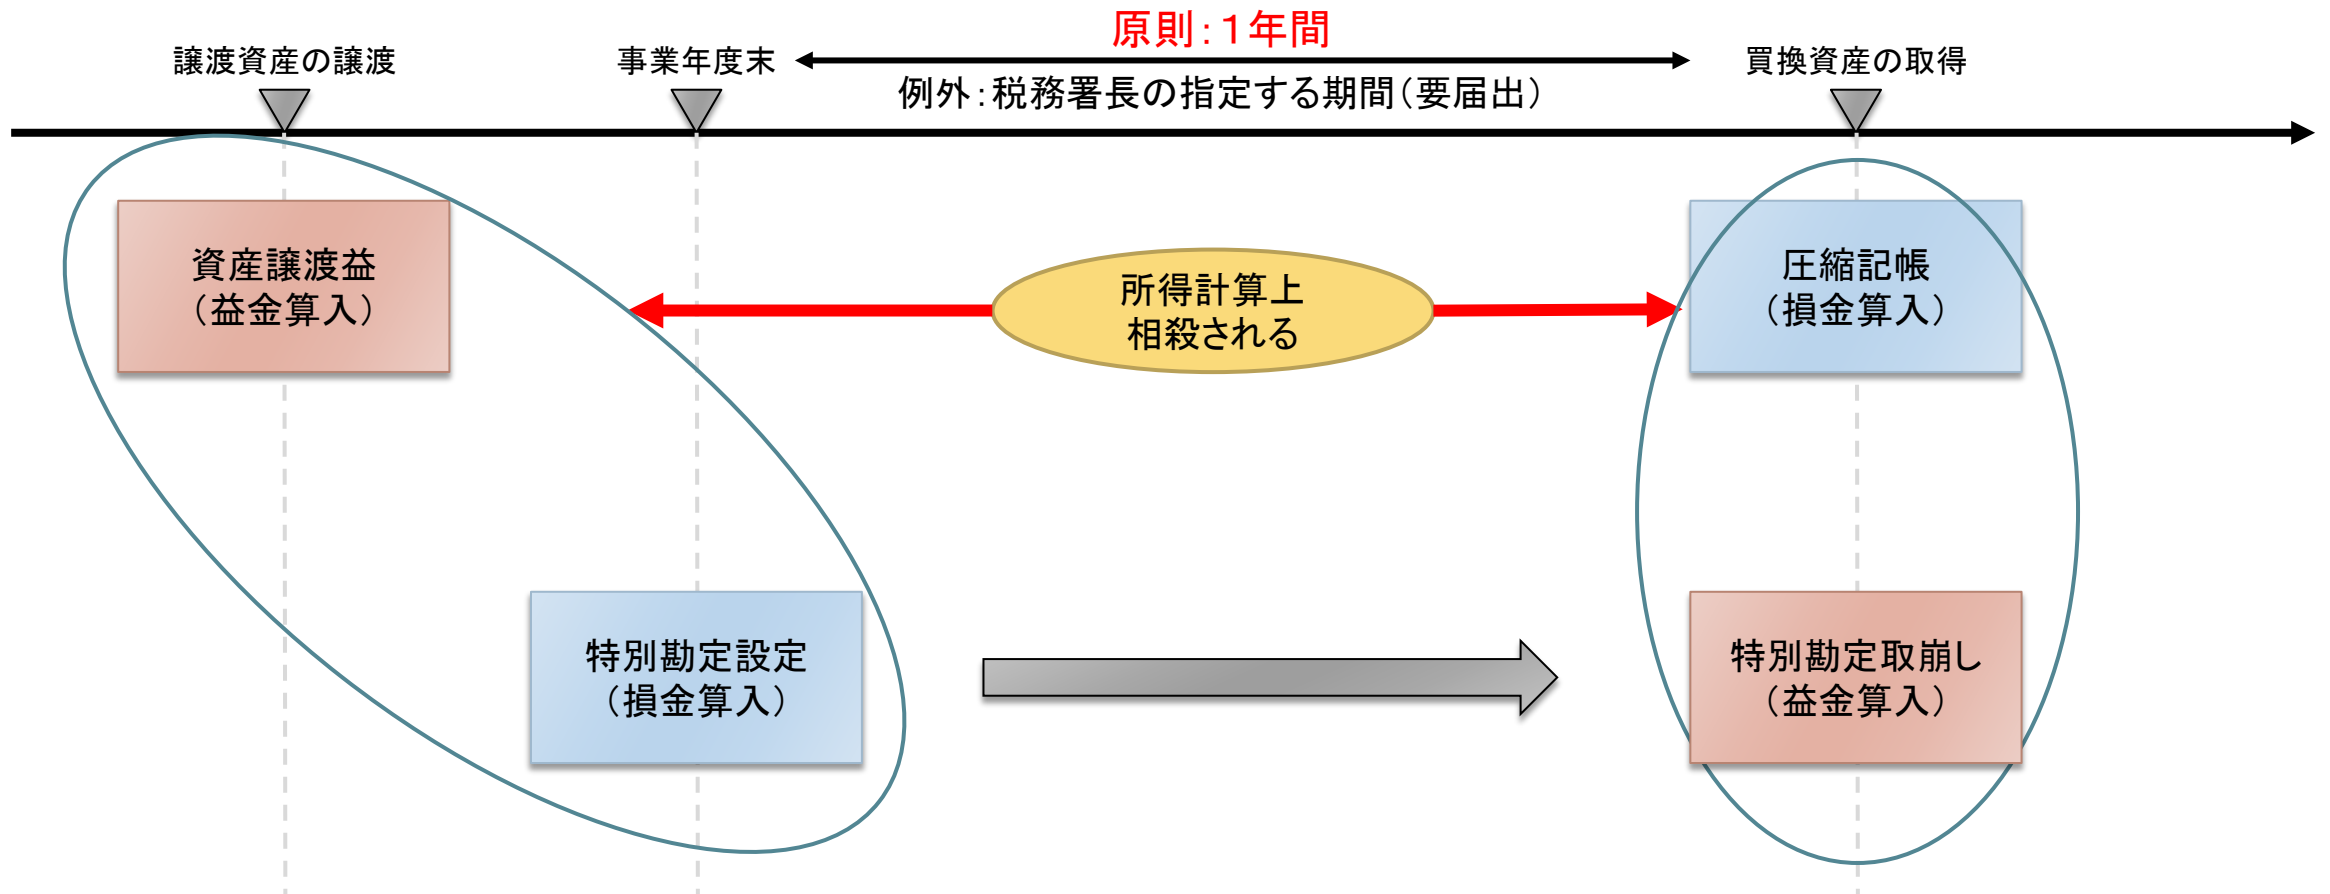 原則：１年間
譲渡資産の譲渡
事業年度末
買換資産の取得
例外：税務署長の指定する期間（要届出）
資産譲渡益
（益金算入）
所得計算上
相殺される
圧縮記帳
（損金算入）
特別勘定設定
（損金算入）
特別勘定取崩し
（益金算入）